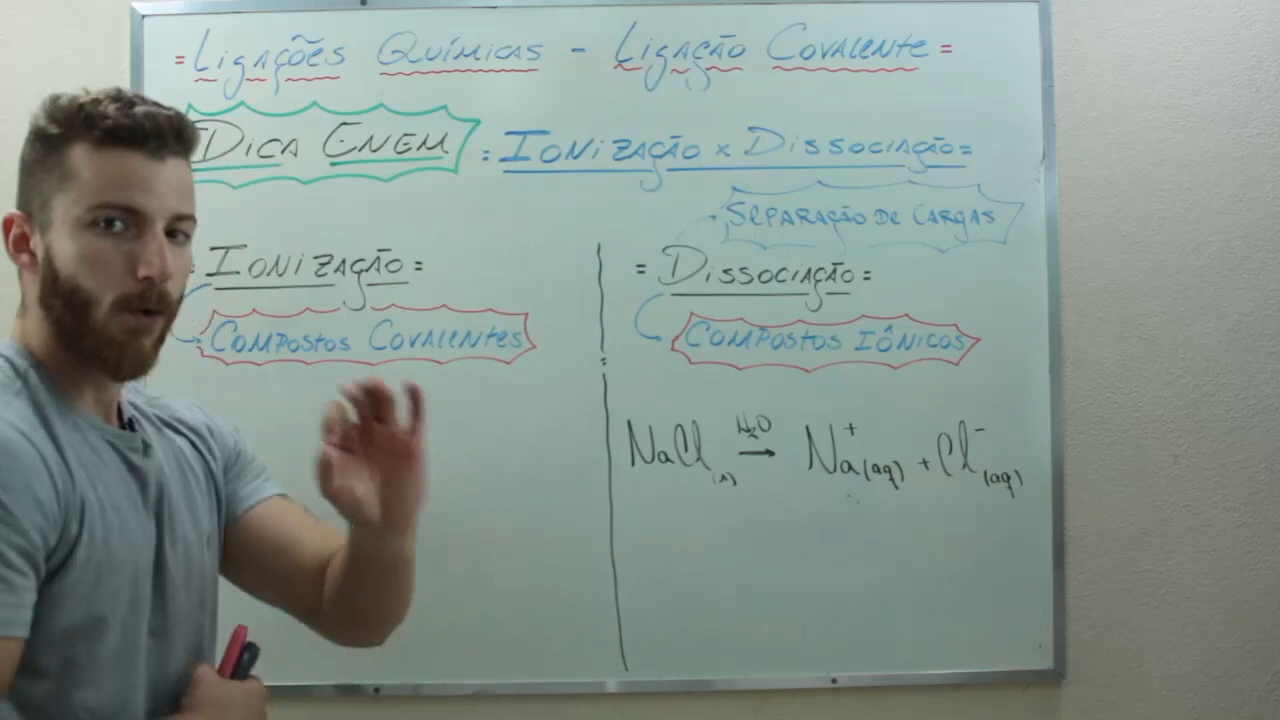 = Ligações Químicas - Ligação Covalente =
Dica Enem = Ionização x Dissociação =
Separação de Cargas
= Ionização =
Compostos Covalentes
= Dissociação =
Compostos Iônicos
NaCl (s) H₂O → Na⁺(aq) + Cl⁻(aq)